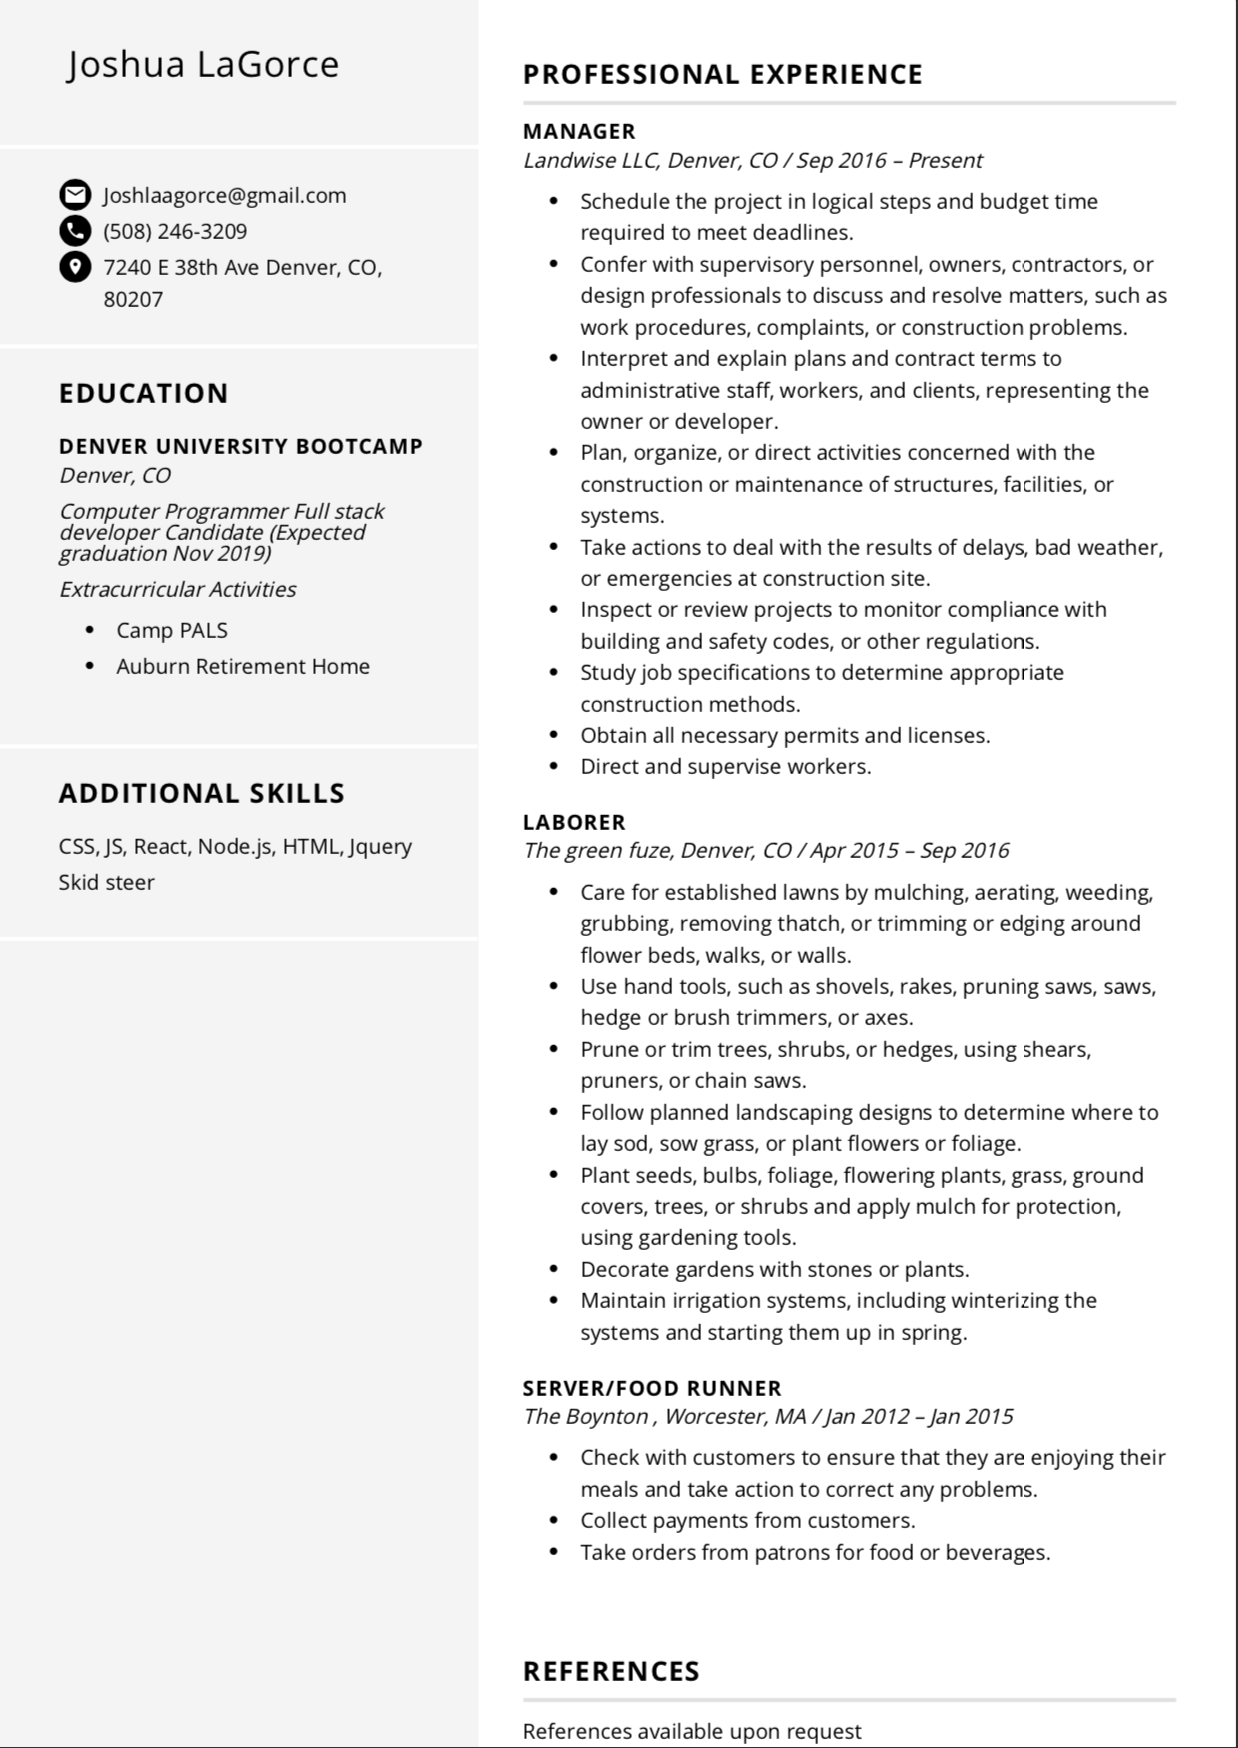 Joshua LaGorce
Joshlaagorce@gmail.com
(508) 246-3209
7240 E 38th Ave Denver, CO,
80207
EDUCATION
DENVER UNIVERSITY BOOTCAMP
Denver, CO
Computer Programmer Full stack
developer Candidate (Expected
graduation Nov 2019)
Extracurricular Activities
• Camp PALS
• Auburn Retirement Home
ADDITIONAL SKILLS
CSS, JS, React, Node.js, HTML, Jquery
Skid steer
PROFESSIONAL EXPERIENCE
MANAGER
Landwise LLC, Denver, CO / Sep 2016 – Present
• Schedule the project in logical steps and budget time
required to meet deadlines.
• Confer with supervisory personnel, owners, contractors, or
design professionals to discuss and resolve matters, such as
work procedures, complaints, or construction problems.
• Interpret and explain plans and contract terms to
administrative staff, workers, and clients, representing the
owner or developer.
• Plan, organize, or direct activities concerned with the
construction or maintenance of structures, facilities, or
systems.
• Take actions to deal with the results of delays, bad weather,
or emergencies at construction site.
• Inspect or review projects to monitor compliance with
building and safety codes, or other regulations.
• Study job specifications to determine appropriate
construction methods.
• Obtain all necessary permits and licenses.
• Direct and supervise workers.
LABORER
The green fuze, Denver, CO / Apr 2015 – Sep 2016
• Care for established lawns by mulching, aerating, weeding,
grubbing, removing thatch, or trimming or edging around
flower beds, walks, or walls.
• Use hand tools, such as shovels, rakes, pruning saws, saws,
hedge or brush trimmers, or axes.
• Prune or trim trees, shrubs, or hedges, using shears,
pruners, or chain saws.
• Follow planned landscaping designs to determine where to
lay sod, sow grass, or plant flowers or foliage.
• Plant seeds, bulbs, foliage, flowering plants, grass, ground
covers, trees, or shrubs and apply mulch for protection,
using gardening tools.
• Decorate gardens with stones or plants.
• Maintain irrigation systems, including winterizing the
systems and starting them up in spring.
SERVER/FOOD RUNNER
The Boynton , Worcester, MA / Jan 2012 – Jan 2015
• Check with customers to ensure that they are enjoying their
meals and take action to correct any problems.
• Collect payments from customers.
• Take orders from patrons for food or beverages.
REFERENCES
References available upon request